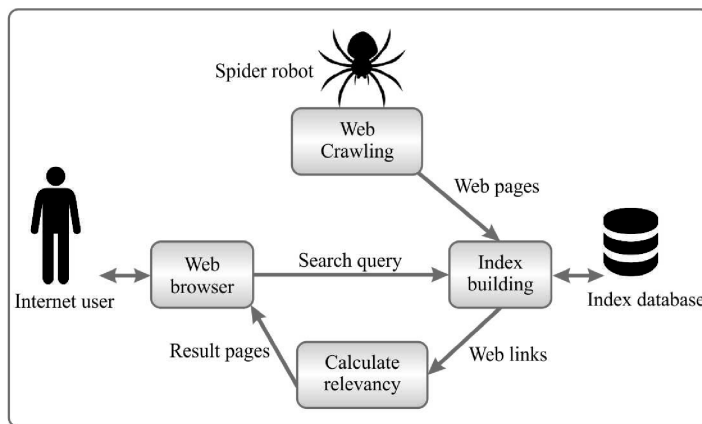 Spider robot
Web
Crawling
Web pages
Web
browser
Search query
Index
building
Internet user
Index database
Result pages
Calculate
relevancy
Web links